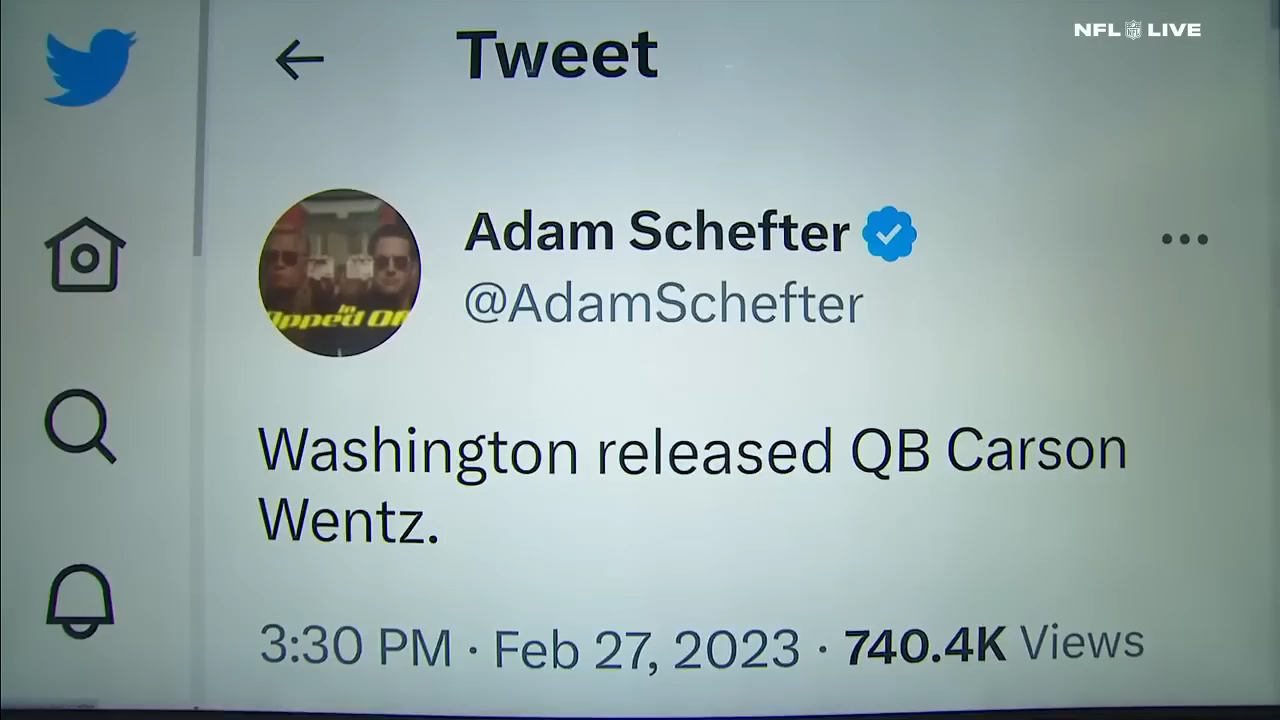 NFL LIVE
Tweet
Adam Schefter
@AdamSchefter
Washington released QB Carson
Wentz.
3:30 PM · Feb 27, 2023 · 740.4K Views